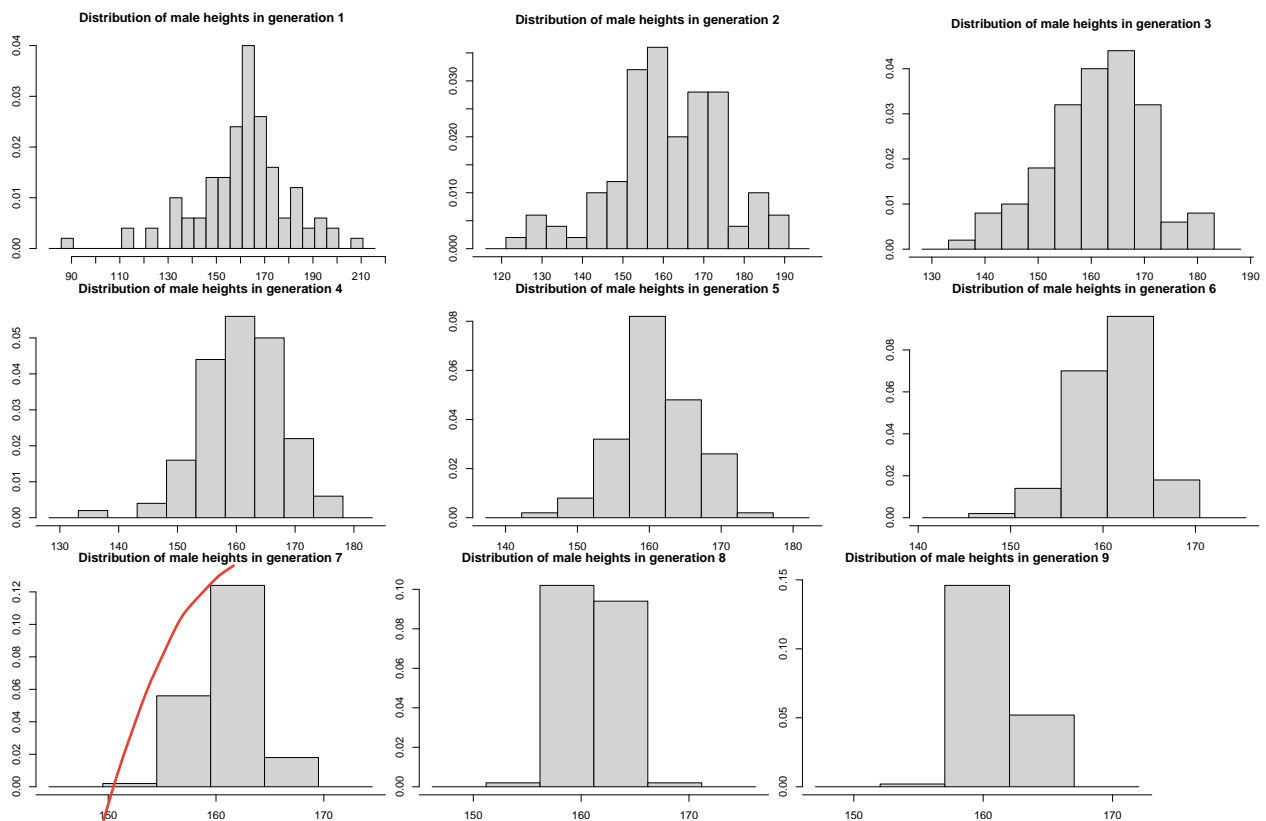 Distribution of male heights in generation 1
0.00 0.01 0.02 0.03 0.04
90 110 130 150 170 190 210
Distribution of male heights in generation 2
0.000 0.010 0.020 0.030
120 130 140 150 160 170 180 190
Distribution of male heights in generation 3
0.00 0.01 0.02 0.03 0.04
130 140 150 160 170 180 190
Distribution of male heights in generation 4
0.00 0.01 0.02 0.03 0.04 0.05
130 140 150 160 170 180
Distribution of male heights in generation 5
0.00 0.02 0.04 0.06 0.08
140 150 160 170 180
Distribution of male heights in generation 6
0.00 0.02 0.04 0.06 0.08
140 150 160 170
Distribution of male heights in generation 7
0.00 0.02 0.04 0.06 0.08 0.10 0.12
150 160 170
Distribution of male heights in generation 8
0.00 0.02 0.04 0.06 0.08 0.10
150 160 170
Distribution of male heights in generation 9
0.00 0.05 0.10 0.15
150 160 170